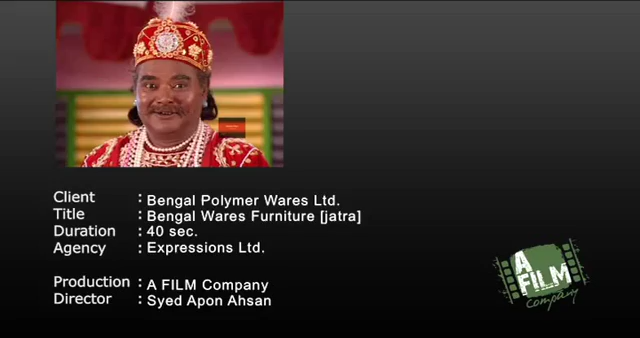 Client : Bengal Polymer Wares Ltd.
Title : Bengal Wares Furniture [jatra]
Duration : 40 sec.
Agency : Expressions Ltd.
Production : A FILM Company
Director : Syed Apon Ahsan
A
FILM
company